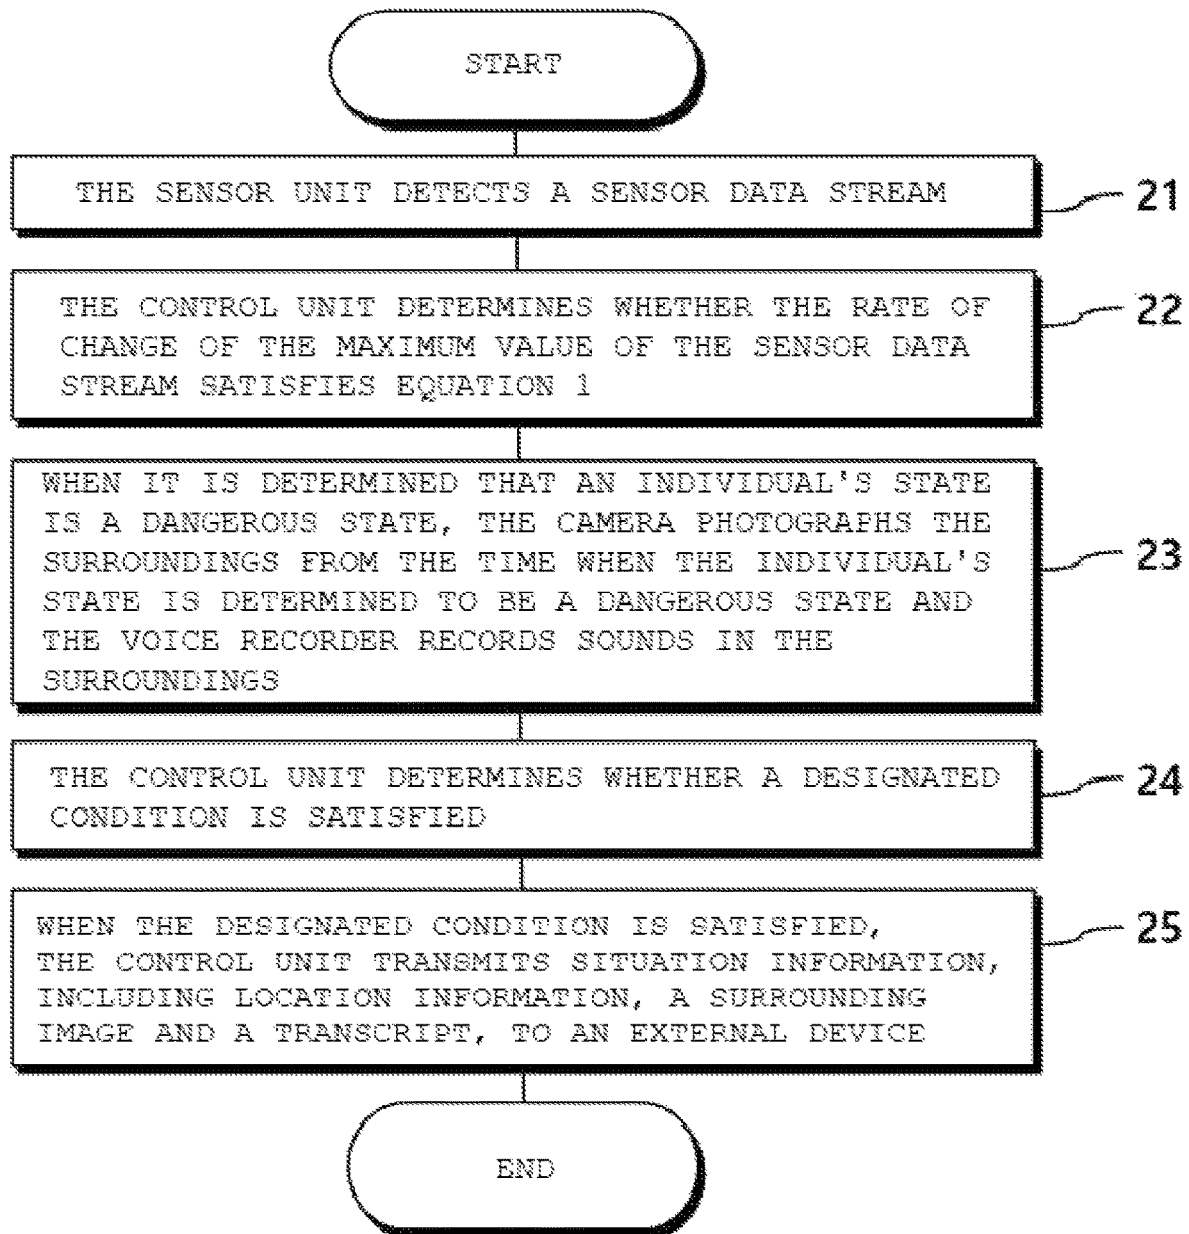 START
THE SENSOR UNIT DETECTS A SENSOR DATA STREAM
21
THE CONTROL UNIT DETERMINES WHETHER THE RATE OF
CHANGE OF THE MAXIMUM VALUE OF THE SENSOR DATA
STREAM SATISFIES EQUATION 1
22
WHEN IT IS DETERMINED THAT AN INDIVIDUAL'S STATE
IS A DANGEROUS STATE, THE CAMERA PHOTOGRAPHS THE
SURROUNDINGS FROM THE TIME WHEN THE INDIVIDUAL'S
STATE IS DETERMINED TO BE A DANGEROUS STATE AND
THE VOICE RECORDER RECORDS SOUNDS IN THE
SURROUNDINGS
23
THE CONTROL UNIT DETERMINES WHETHER A DESIGNATED
CONDITION IS SATISFIED
24
WHEN THE DESIGNATED CONDITION IS SATISFIED,
THE CONTROL UNIT TRANSMITS SITUATION INFORMATION,
INCLUDING LOCATION INFORMATION, A SURROUNDING
IMAGE AND A TRANSCRIPT, TO AN EXTERNAL DEVICE
25
END